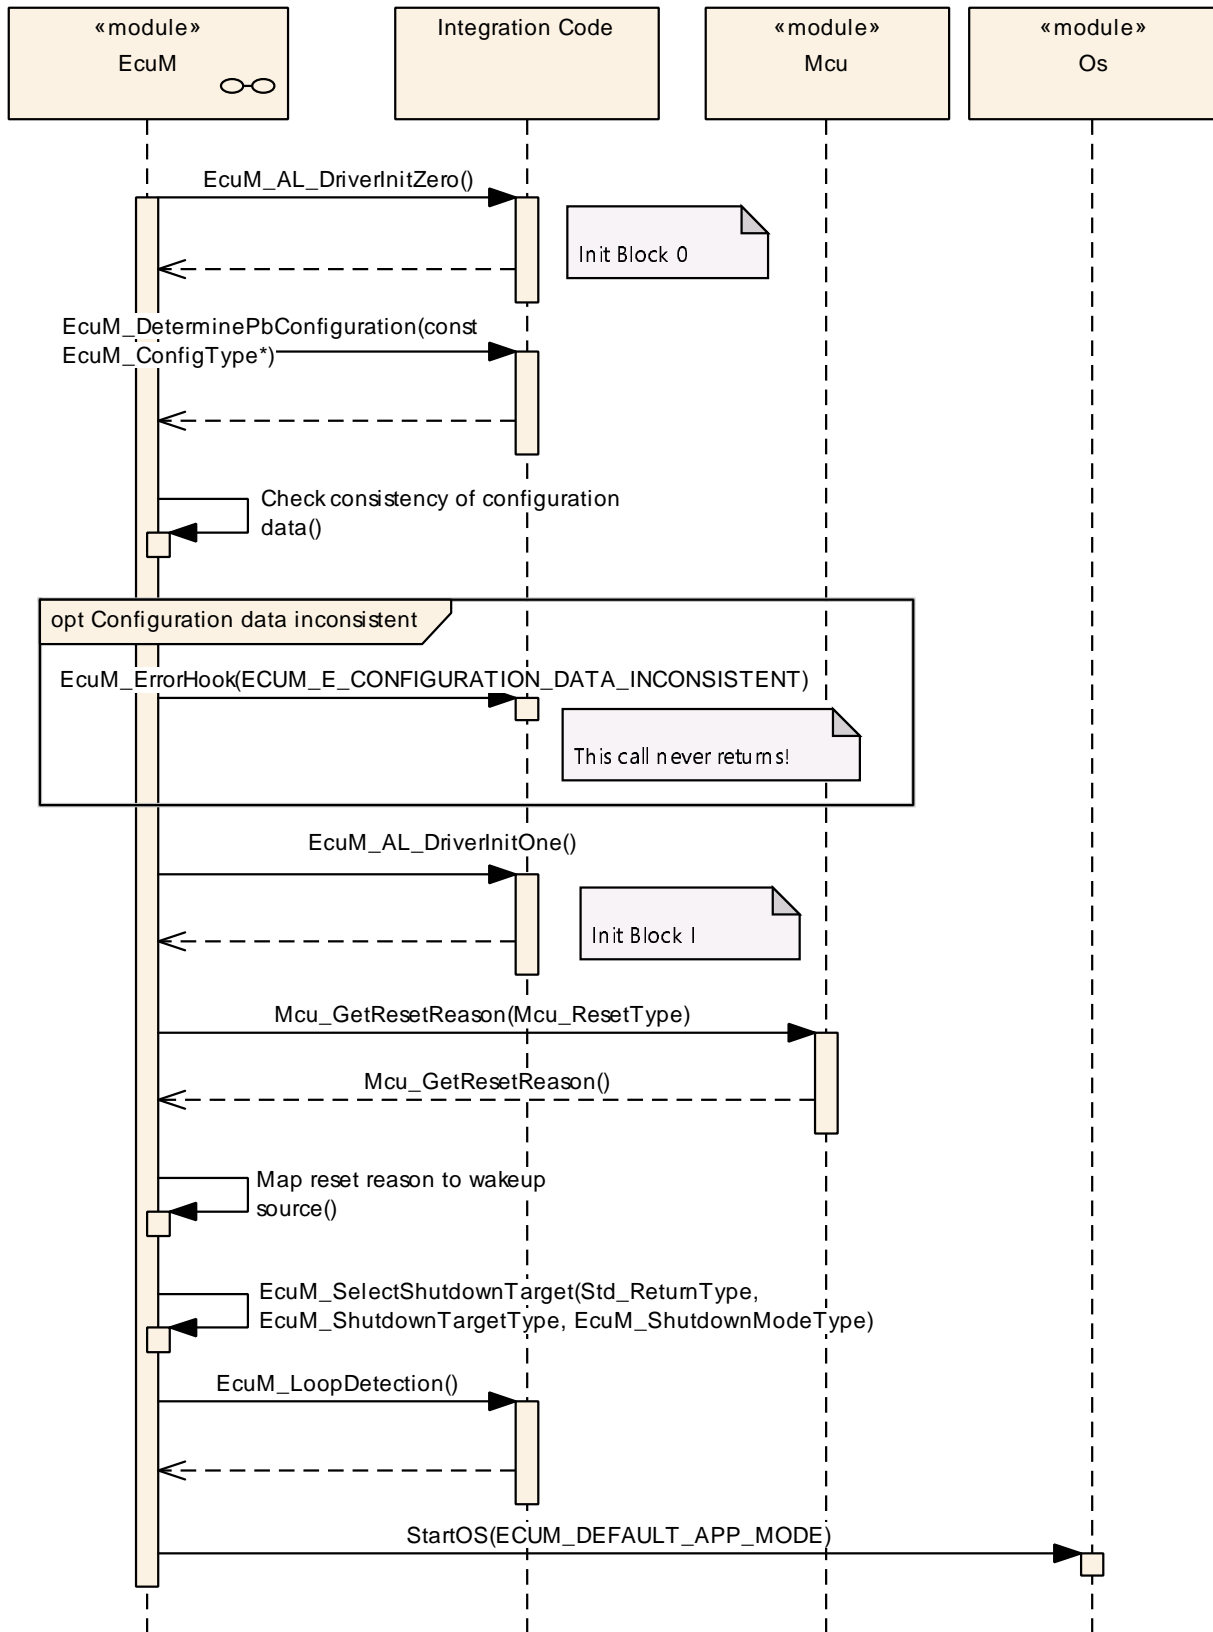 «module»
EcuM
Integration Code
«module»
Mcu
«module»
Os
EcuM_AL_DriverInitZero()
Init Block 0
EcuM_DeterminePbConfiguration(const
EcuM_ConfigType*)
Check consistency of configuration
data()
opt Configuration data inconsistent
EcuM_ErrorHook(ECUM_E_CONFIGURATION_DATA_INCONSISTENT)
This call never returns!
EcuM_AL_DriverInitOne()
Init Block I
Mcu_GetResetReason(Mcu_ResetType)
Mcu_GetResetReason()
Map reset reason to wakeup
source()
EcuM_SelectShutdownTarget(Std_ReturnType,
EcuM_ShutdownTargetType, EcuM_ShutdownModeType)
EcuM_LoopDetection()
StartOS(ECUM_DEFAULT_APP_MODE)